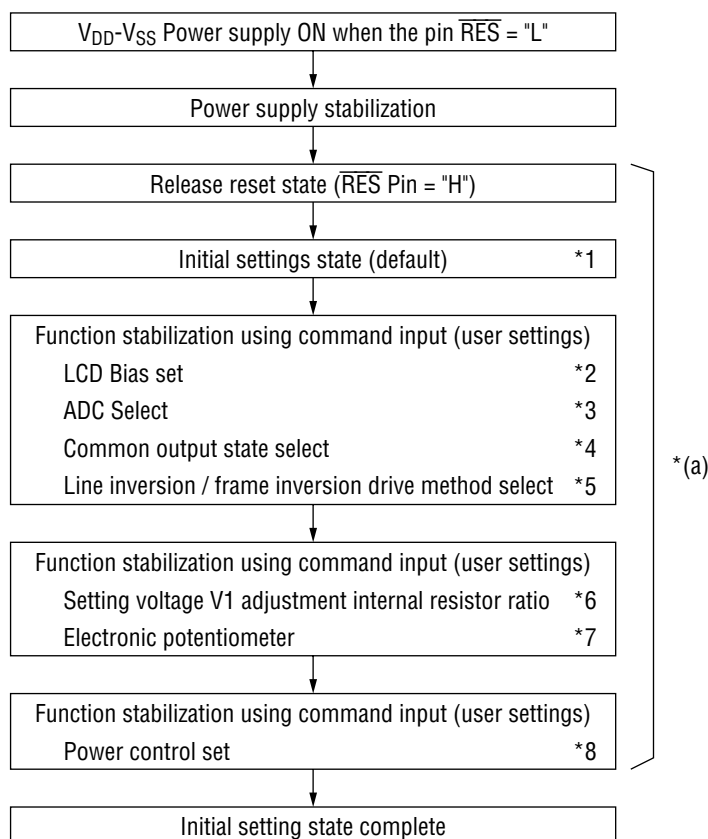 VDD-VSS Power supply ON when the pin R̅E̅S̅ = "L"
Power supply stabilization
Release reset state (R̅E̅S̅ Pin = "H")
Initial settings state (default) *1
Function stabilization using command input (user settings)
LCD Bias set *2
ADC Select *3
Common output state select *4
Line inversion / frame inversion drive method select *5
*(a)
Function stabilization using command input (user settings)
Setting voltage V1 adjustment internal resistor ratio *6
Electronic potentiometer *7
Function stabilization using command input (user settings)
Power control set *8
Initial setting state complete